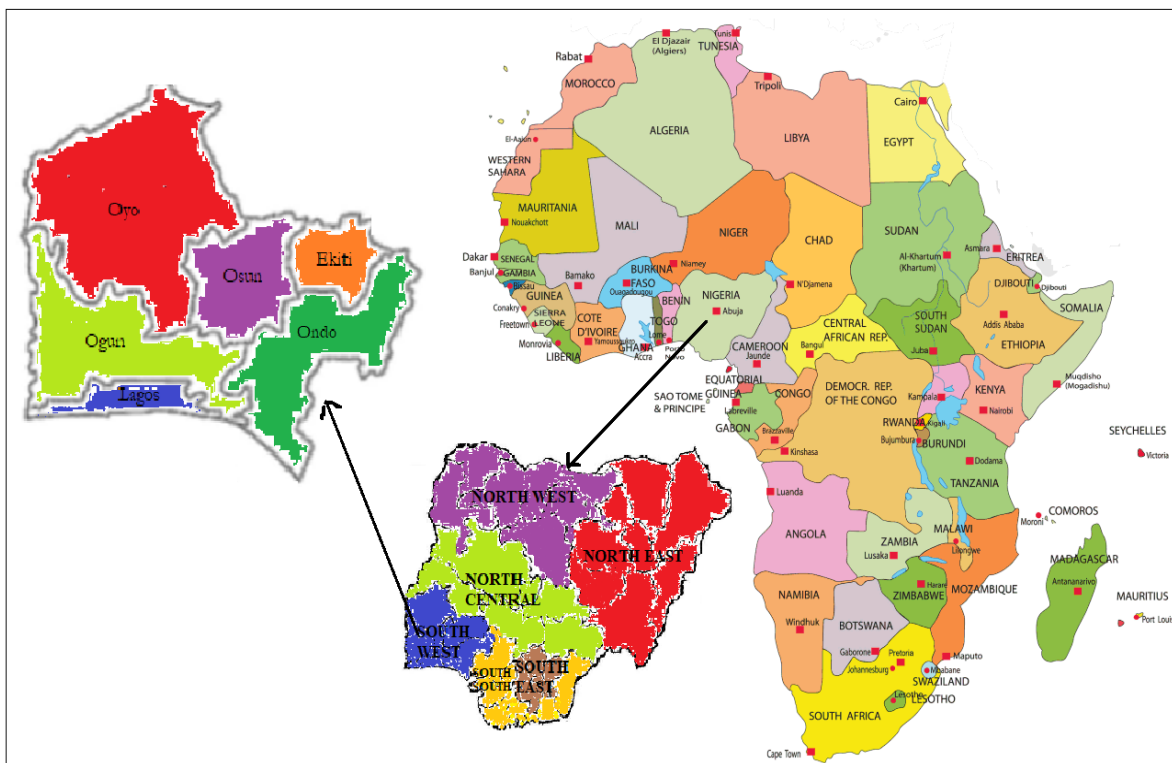 Oyo
Osun
Ekiti
Ogun
Ondo
Lagos
NORTH WEST
NORTH EAST
NORTH
CENTRAL
SOUTH
WEST
SOUTH
SOUTH
SOUTH
EAST
El Djazair
(Algiers)
Tunis
TUNISIA
Rabat
MOROCCO
Tripoli
Cairo
ALGERIA
LIBYA
EGYPT
El-Aaiun
WESTERN
SAHARA
MAURITANIA
Nouakchott
MALI
NIGER
CHAD
SUDAN
Al-Khartum
(Khartum)
Asmara
ERITREA
Dakar
SENEGAL
Banjul
GAMBIA
Bissau
Bamako
BURKINA
FASO
Ouagadougou
Niamey
N'Djamena
DJIBOUTI
Djibouti
SOMALIA
GUINEA
Conakry
SIERRA
LEONE
Freetown
Monrovia
LIBERIA
COTE
D'IVOIRE
Yamousquro
GHANA
Accra
TOGO
Lome
BENIN
Porto
Novo
NIGERIA
Abuja
CAMEROON
Jaunde
CENTRAL
AFRICAN REP.
Bangui
SOUTH
SUDAN
Juba
Addis Ababa
ETHIOPIA
Muqdisho
(Mogadishu)
EQUATORIAL
GUINEA
SAO TOME
& PRINCIPE
Labreville
GABON
CONGO
Brazzaville
Kinshasa
DEMOCR. REP.
OF THE CONGO
Kampala
KENYA
Nairobi
RWANDA
Kigali
Bujumbura
BURUNDI
Dodama
TANZANIA
SEYCHELLES
Victoria
Luanda
ANGOLA
ZAMBIA
Lusaka
MALAWI
Lilongwe
COMOROS
Moroni
MADAGASCAR
Antananarivo
MAURITIUS
Port Louis
NAMIBIA
Windhuk
BOTSWANA
Gaborone
ZIMBABWE
Harare
MOZAMBIQUE
Pretoria
Johannesburg
Maputo
Mbabane
SWAZILAND
Lesotho
LESOTHO
SOUTH AFRICA
Cape Town